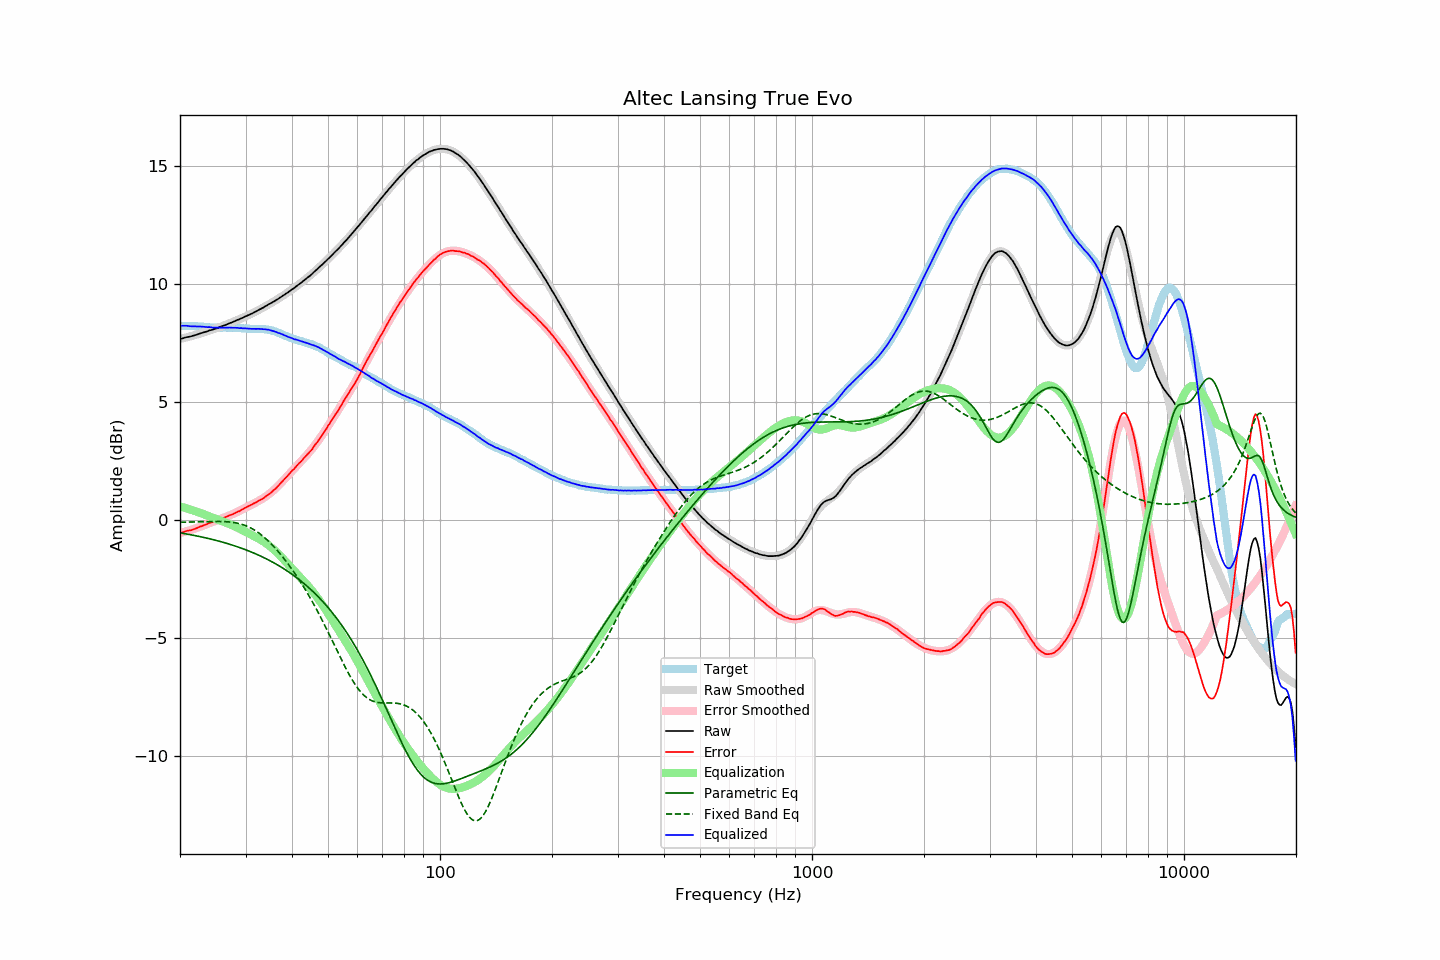 Altec Lansing True Evo
15
10
5
0
−5
−10
Amplitude (dBr)
100
1000
10000
Frequency (Hz)
Target
Raw Smoothed
Error Smoothed
Raw
Error
Equalization
Parametric Eq
Fixed Band Eq
Equalized